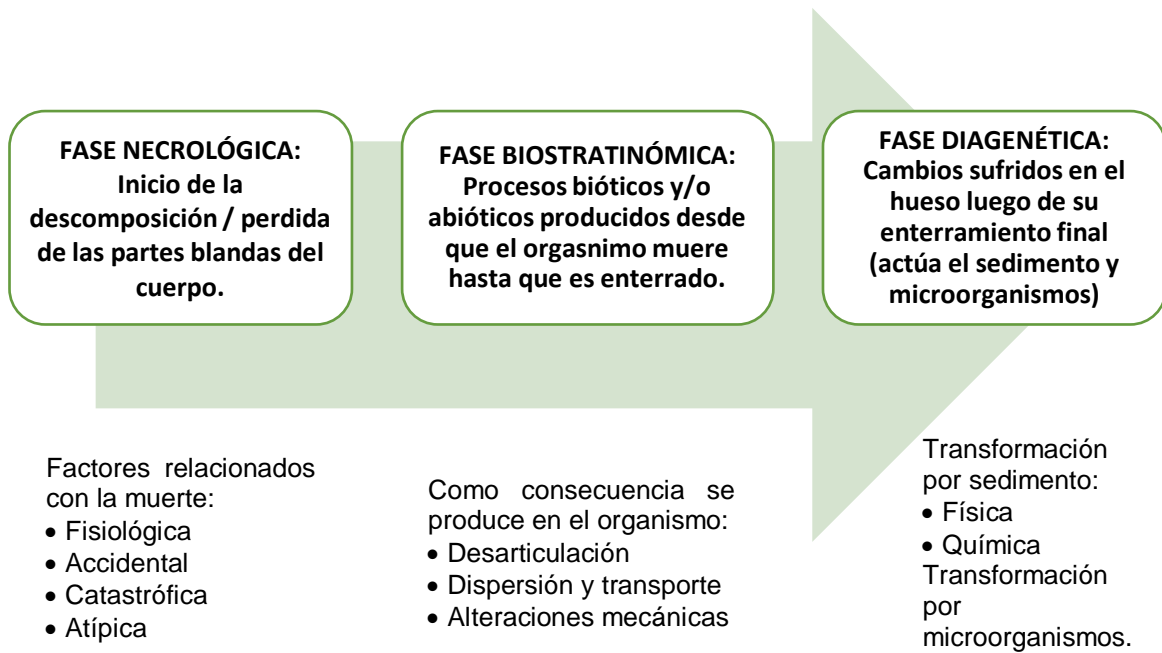 FASE NECROLÓGICA:
Inicio de la
descomposición / perdida
de las partes blandas del
cuerpo.
FASE BIOSTRATINÓMICA:
Procesos bióticos y/o
abióticos producidos desde
que el orgasnimo muere
hasta que es enterrado.
FASE DIAGENÉTICA:
Cambios sufridos en el
hueso luego de su
enterramiento final
(actúa el sedimento y
microorganismos)
Factores relacionados
con la muerte:
• Fisiológica
• Accidental
• Catastrófica
• Atípica
Como consecuencia se
produce en el organismo:
• Desarticulación
• Dispersión y transporte
• Alteraciones mecánicas
Transformación
por sedimento:
• Física
• Química
Transformación
por
microorganismos.